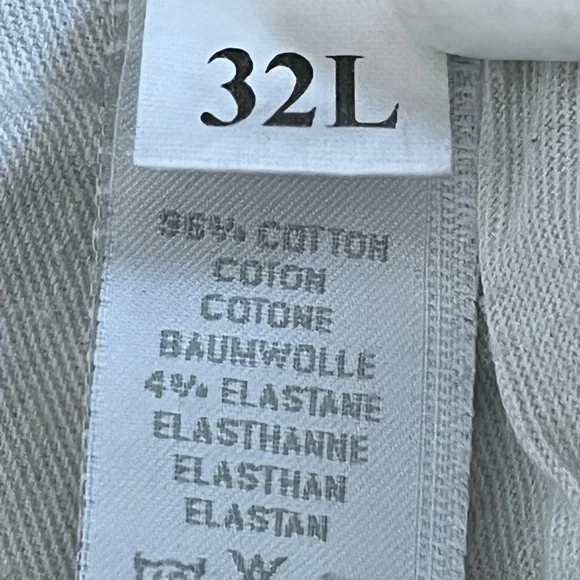 32L
96% COTTON
COTON
COTONE
BAUMWOLLE
4% ELASTANE
ELASTHANNE
ELASTHAN
ELASTAN